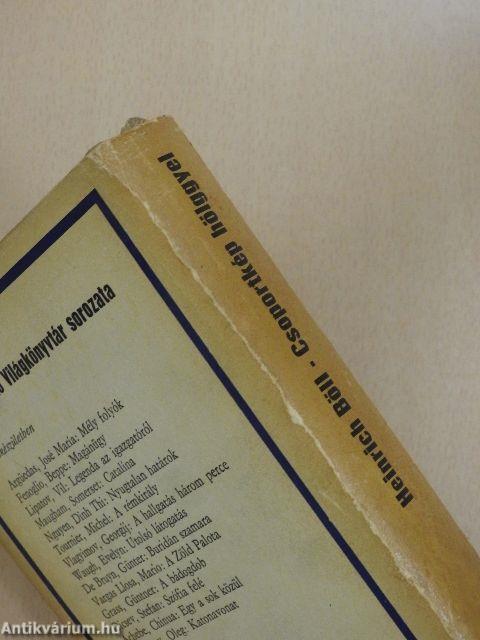 Heinrich Böll - Csoportkép hölggyel
Világkönyvtár sorozata
készületben
Arguedas, José Maria: Mély folyók
Fenoglio, Beppe: Magánügy
Lipatov, Vil: Legenda az igazgatóról
Maugham, Somerset: Catalina
Nguyen, Dinh Thi: Nyugtalan határok
Tournier, Michel: A rémkirály
Vlagyimov, Georgij: A hallgatás három perce
Waugh, Evelyn: Utolsó látogatás
De Bruyn, Günter: Buridán szamara
Vargas Llosa, Mario: A Zöld Palota
Grass, Günter: A bádogdob
Stefan: Szófia felé
Chinua: Egy a sok közül
Oleg: Katonavonat
Antikvárium.hu